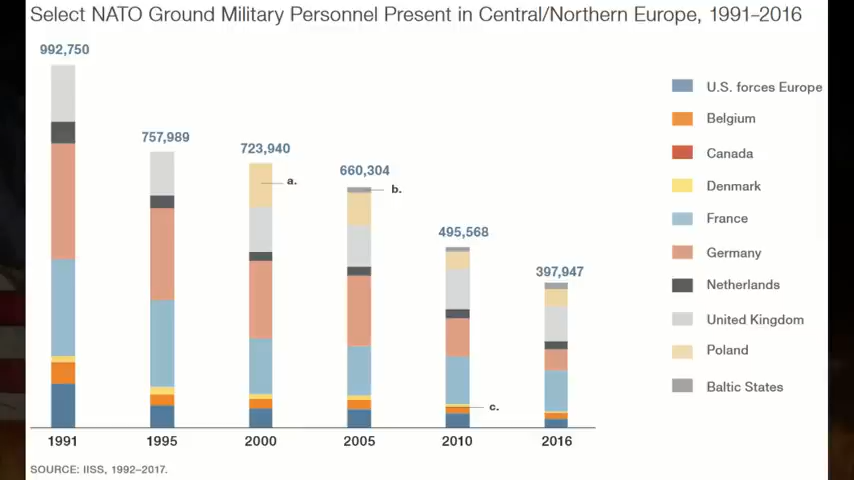 Select NATO Ground Military Personnel Present in Central/Northern Europe, 1991–2016
992,750
757,989
723,940
660,304
495,568
397,947
a.
b.
c.
U.S. forces Europe
Belgium
Canada
Denmark
France
Germany
Netherlands
United Kingdom
Poland
Baltic States
1991
1995
2000
2005
2010
2016
SOURCE: IISS, 1992–2017.